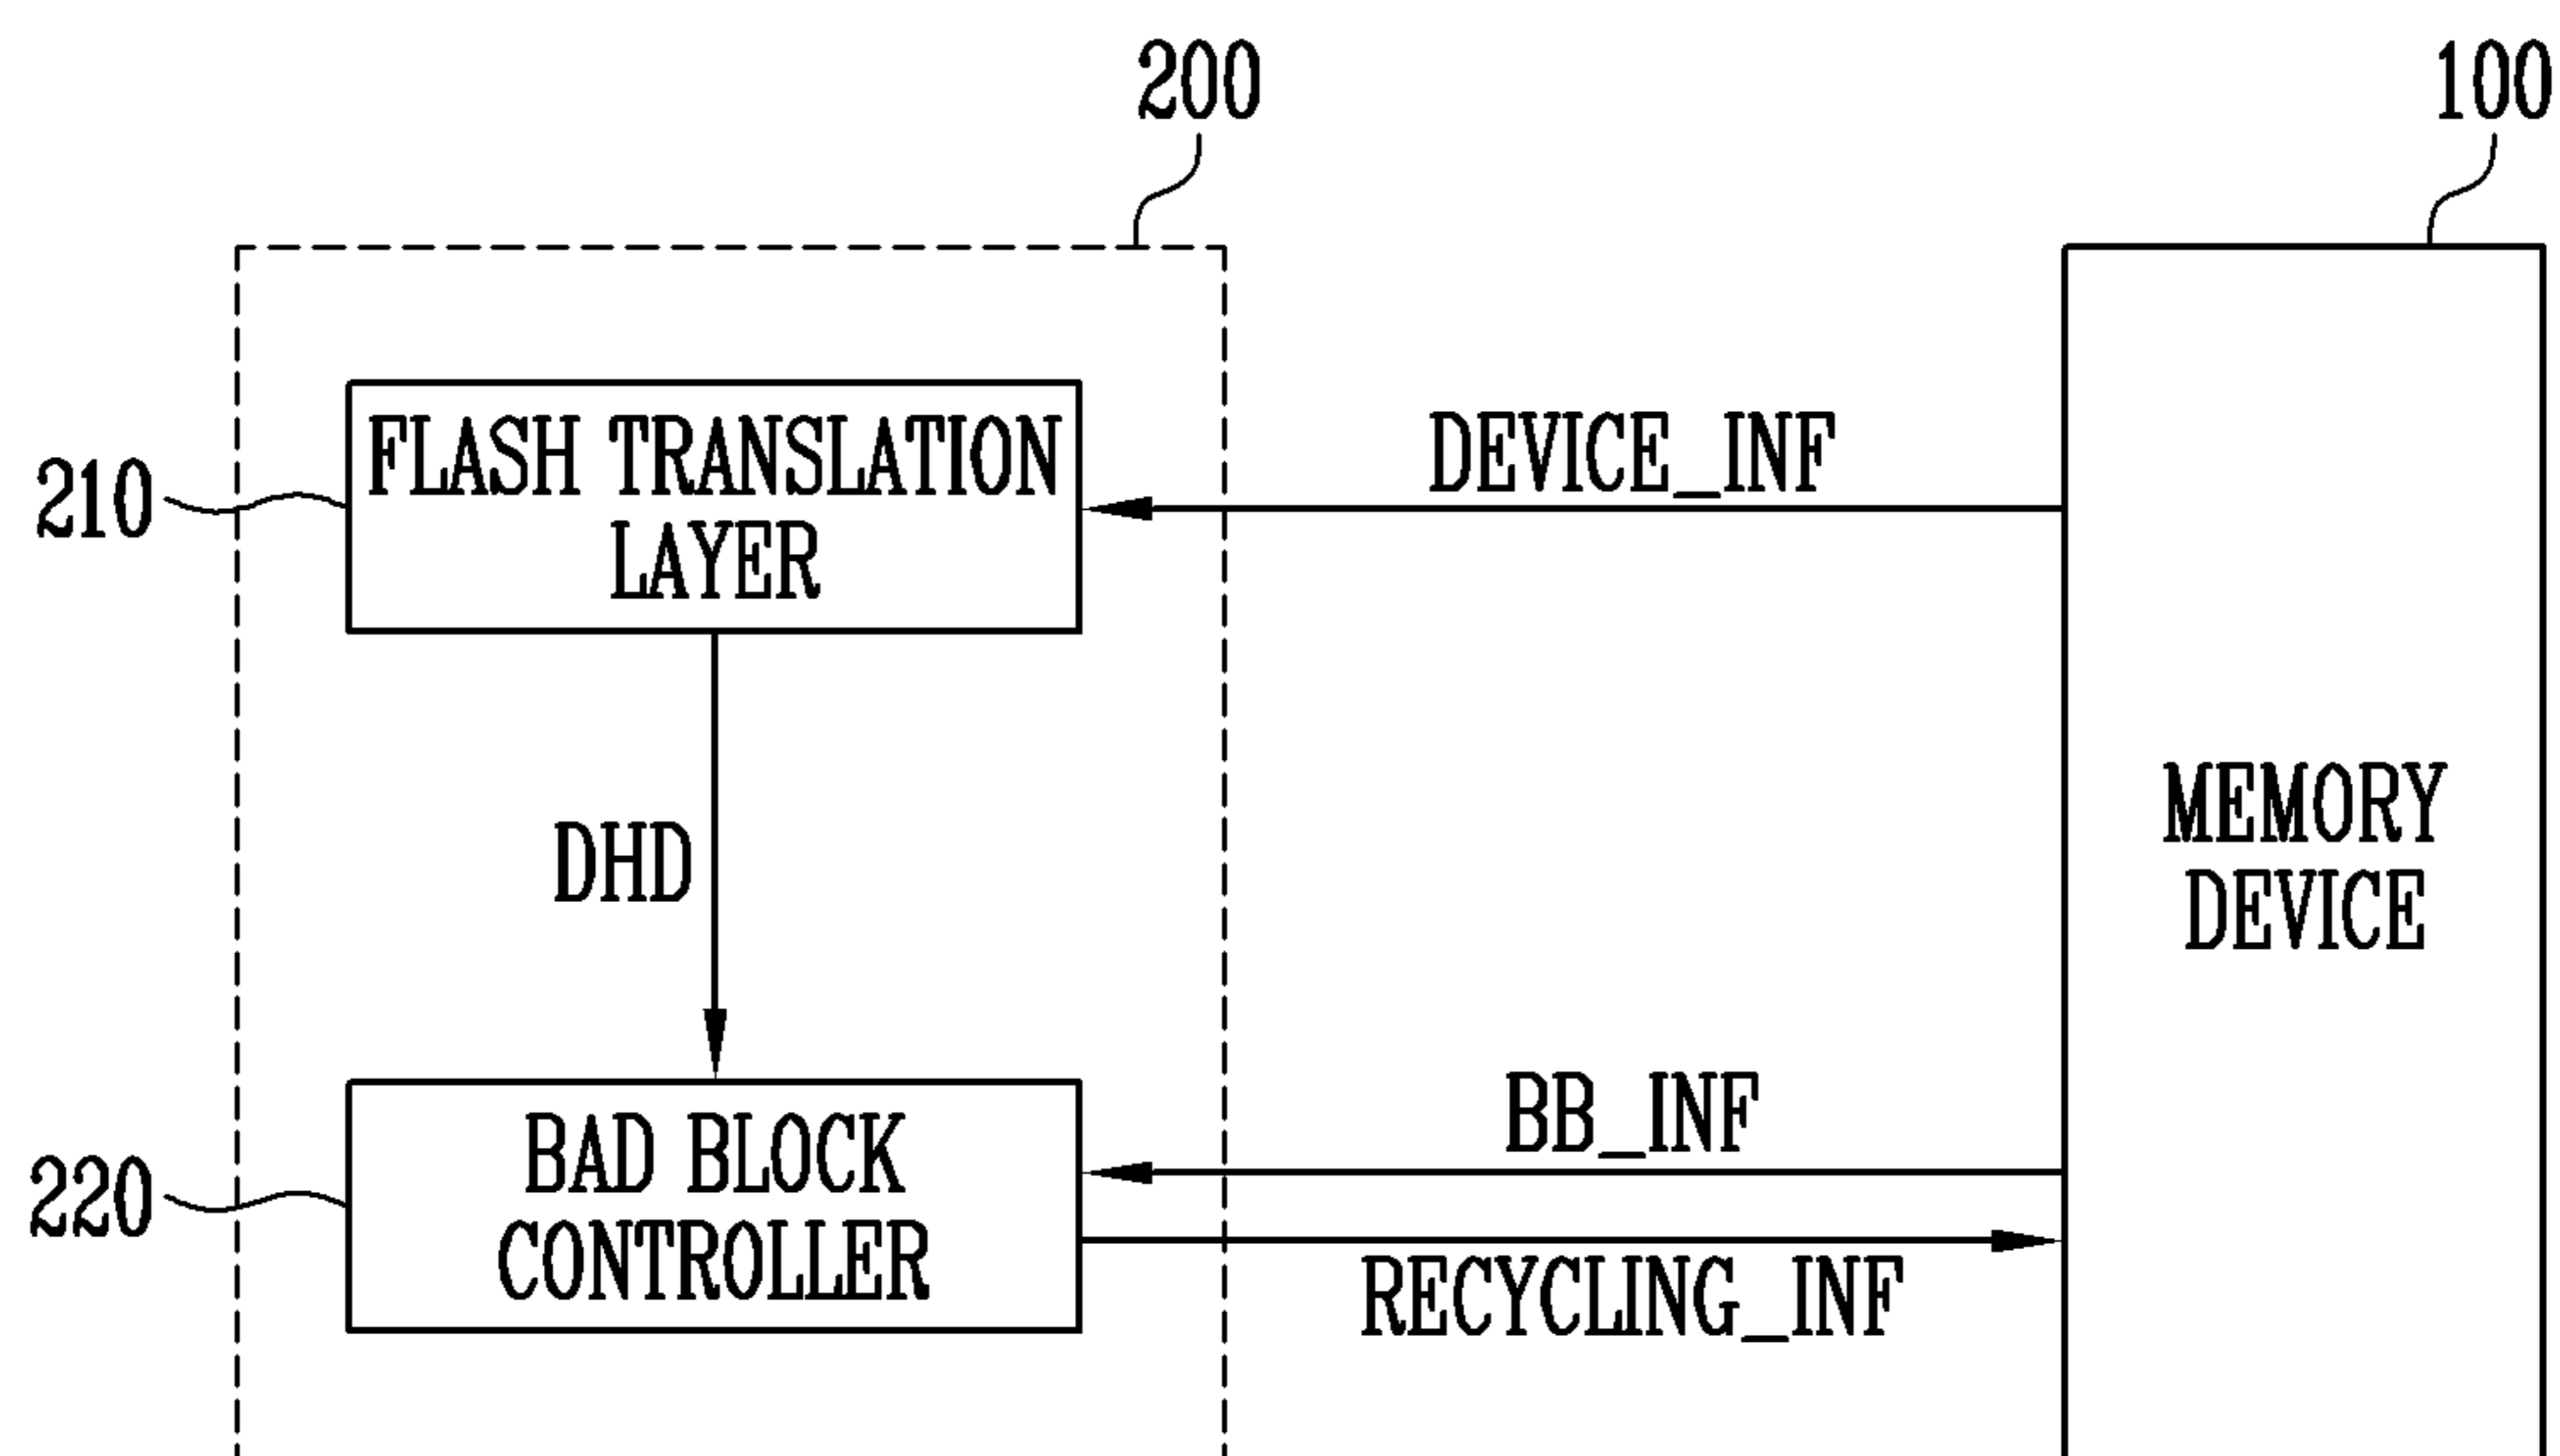 200
100
FLASH TRANSLATION
LAYER
210
DEVICE_INF
DHD
MEMORY
DEVICE
BAD BLOCK
CONTROLLER
220
BB_INF
RECYCLING_INF